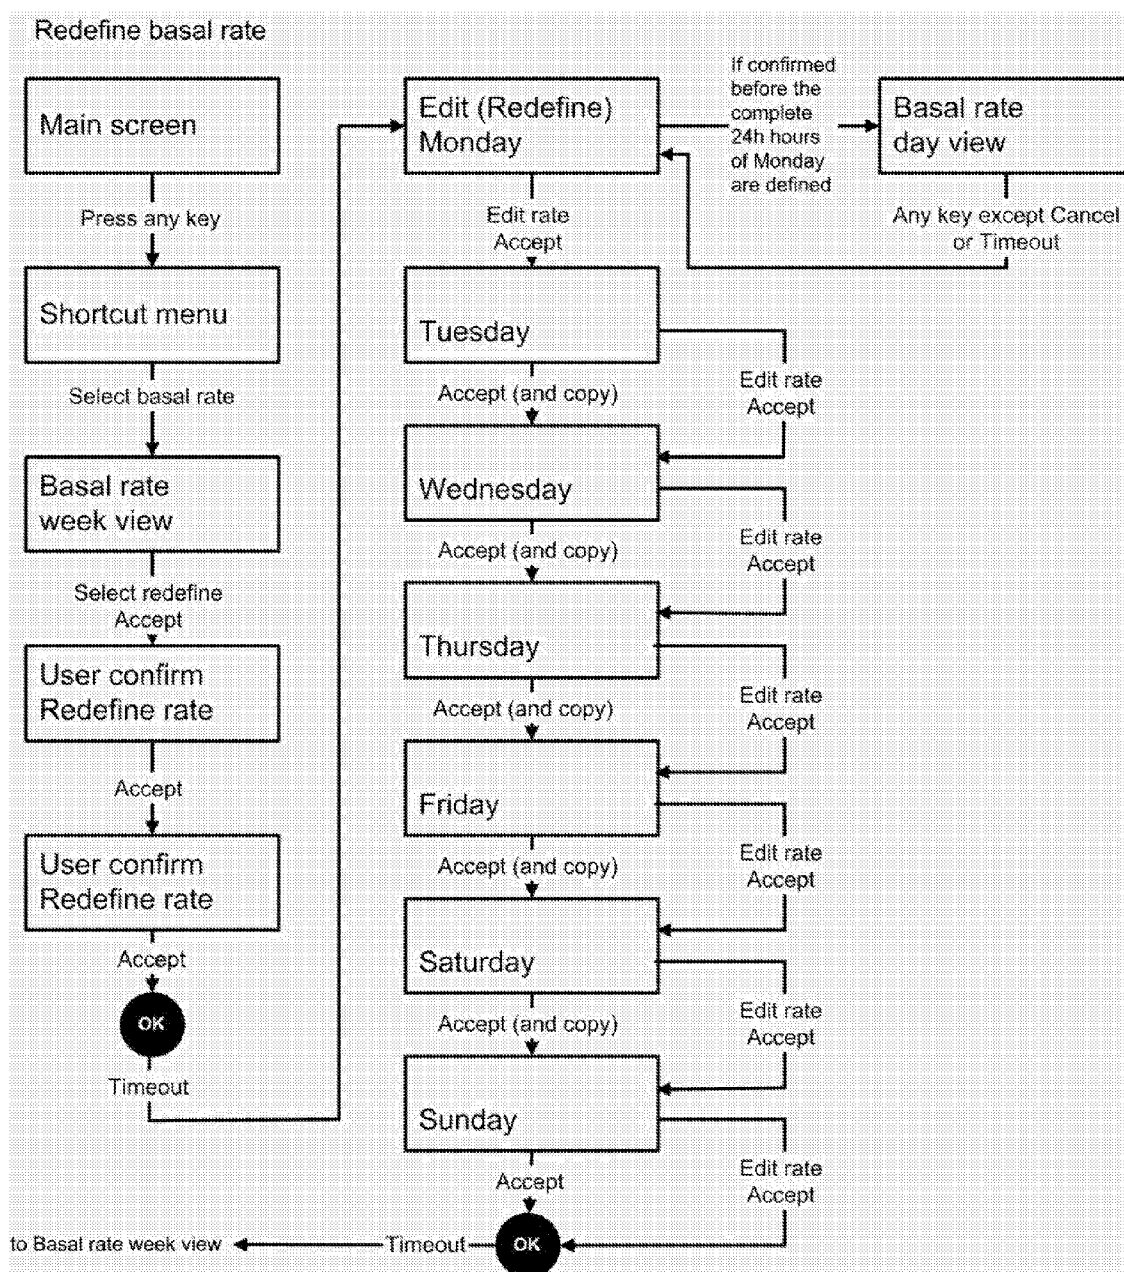 Redefine basal rate
Main screen
Press any key
Shortcut menu
Select basal rate
Basal rate
week view
Select redefine
Accept
User confirm
Redefine rate
Accept
User confirm
Redefine rate
Accept
OK
Timeout
Edit (Redefine)
Monday
If confirmed
before the
complete
24h hours
of Monday
are defined
Basal rate
day view
Any key except Cancel
or Timeout
Edit rate
Accept
Tuesday
Accept (and copy)
Edit rate
Accept
Wednesday
Accept (and copy)
Edit rate
Accept
Thursday
Accept (and copy)
Edit rate
Accept
Friday
Accept (and copy)
Edit rate
Accept
Saturday
Accept (and copy)
Edit rate
Accept
Sunday
Accept
Edit rate
Accept
OK
Timeout
to Basal rate week view